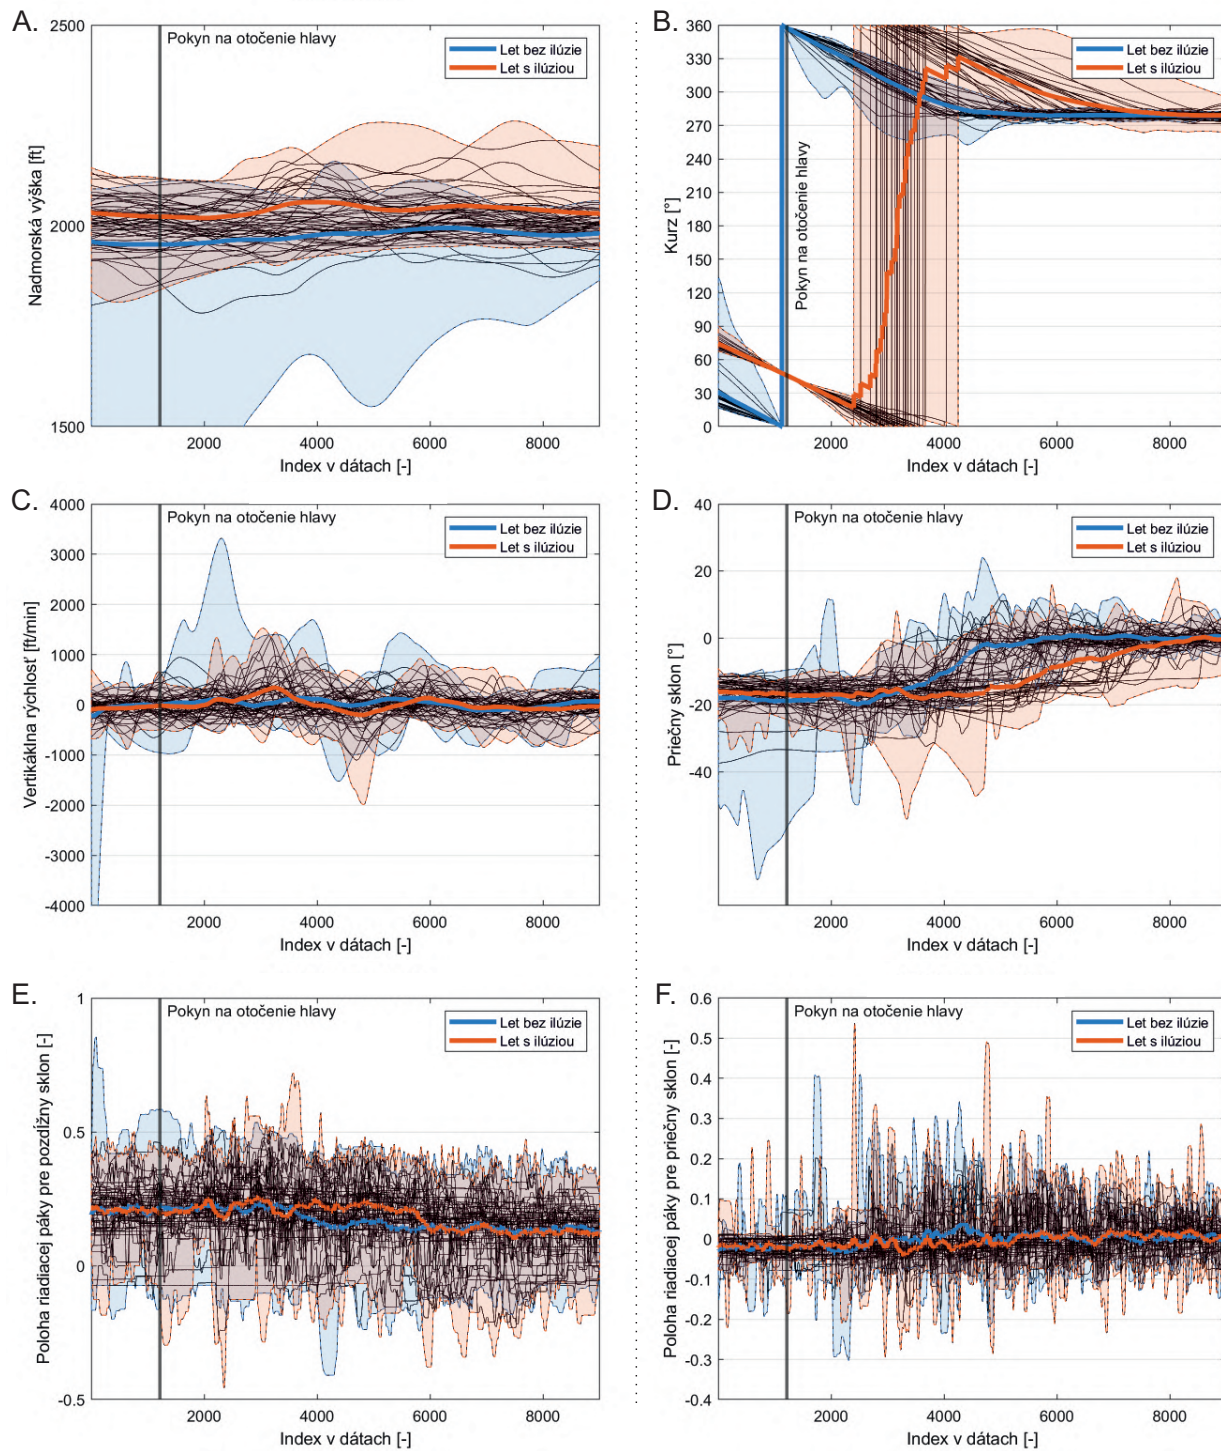 A.
2500
2000
1500
2000
4000
6000
8000
Nadmorská výška [ft]
Index v dátach [-]
Pokyn na otočenie hlavy
Let bez ilúzie
Let s ilúziou
B.
360
330
300
270
240
210
180
150
120
90
60
30
0
2000
4000
6000
8000
Kurz [°]
Index v dátach [-]
Pokyn na otočenie hlavy
Let bez ilúzie
Let s ilúziou
C.
4000
3000
2000
1000
0
-1000
-2000
-3000
-4000
2000
4000
6000
8000
Vertikáklna rýchlosť [ft/min]
Index v dátach [-]
Pokyn na otočenie hlavy
Let bez ilúzie
Let s ilúziou
D.
40
20
0
-20
-40
2000
4000
6000
8000
Priečny sklon [°]
Index v dátach [-]
Pokyn na otočenie hlavy
Let bez ilúzie
Let s ilúziou
E.
1
0.5
0
-0.5
2000
4000
6000
8000
Poloha riadiacej páky pre pozdĺžny sklon [-]
Index v dátach [-]
Pokyn na otočenie hlavy
Let bez ilúzie
Let s ilúziou
F.
0.6
0.5
0.4
0.3
0.2
0.1
0
-0.1
-0.2
-0.3
-0.4
2000
4000
6000
8000
Poloha riadiacej páky pre priečny sklon [-]
Index v dátach [-]
Pokyn na otočenie hlavy
Let bez ilúzie
Let s ilúziou